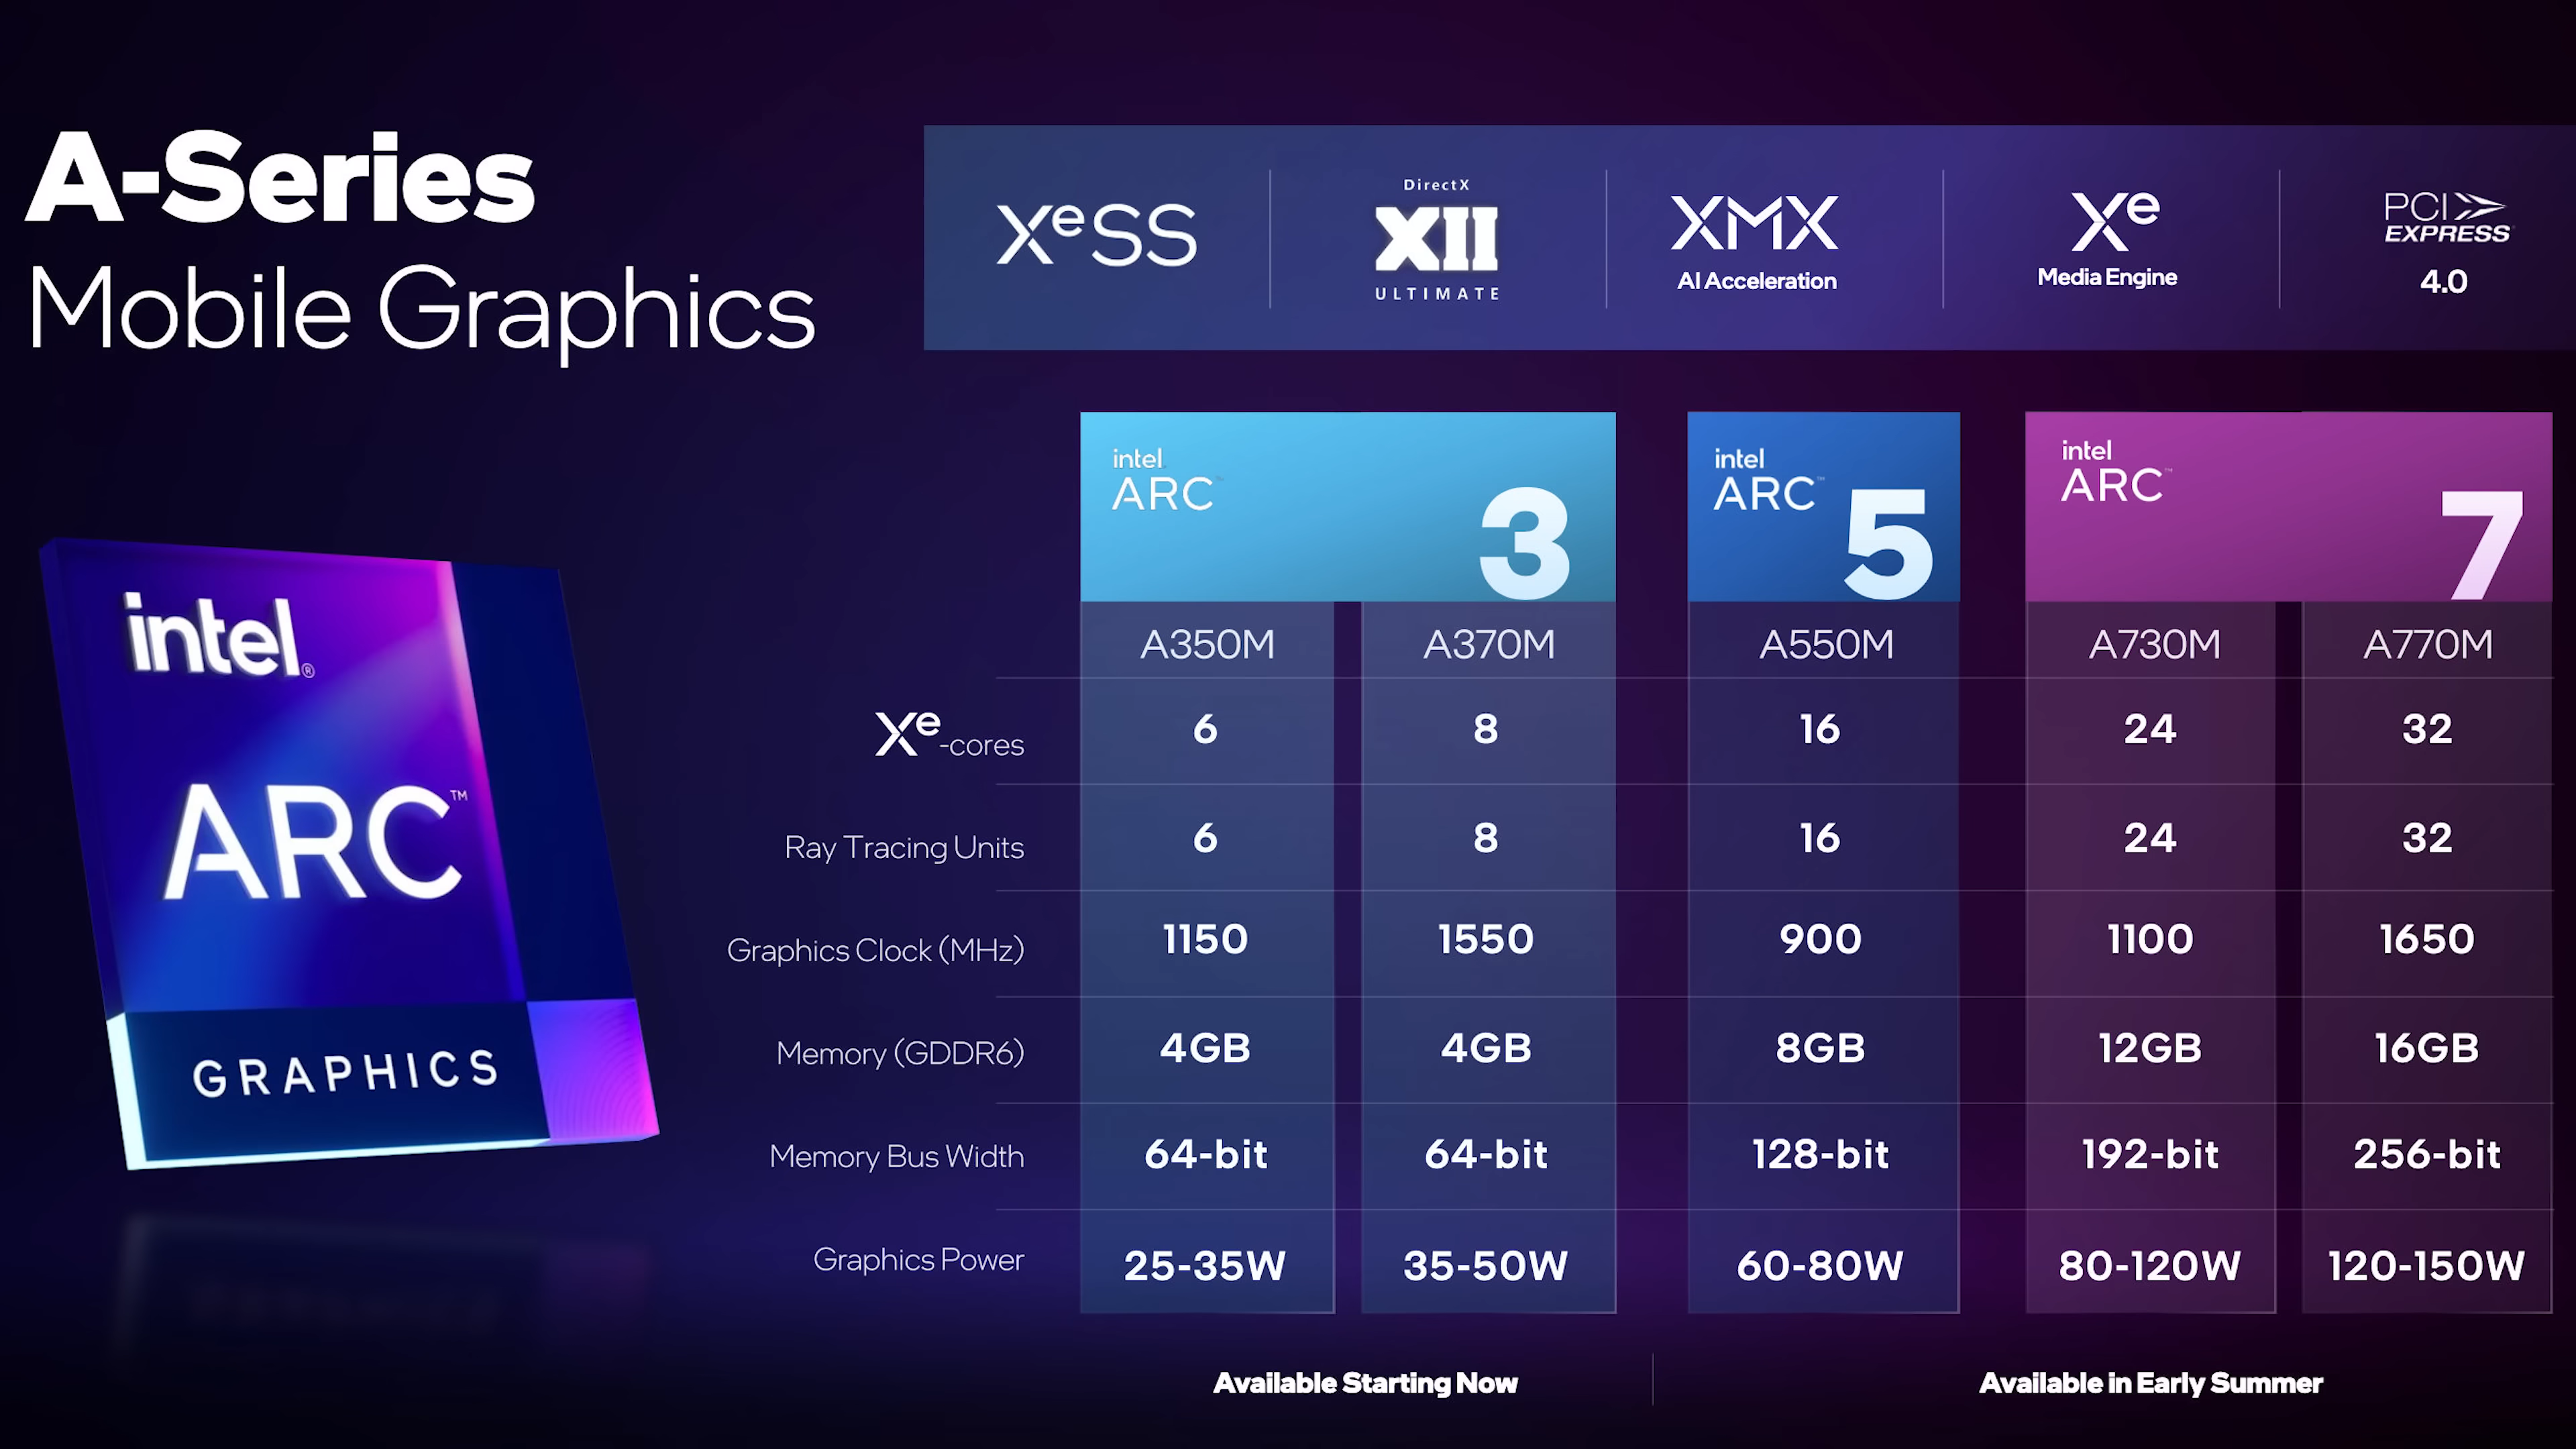 A-Series
Mobile Graphics
XeSS
DirectX
XII
ULTIMATE
XMX
AI Acceleration
Xe
Media Engine
PCI
EXPRESS
4.0
intel®
ARC™
GRAPHICS
intel
ARC™
3
intel
ARC™
5
intel
ARC™
7
A350M A370M A550M A730M A770M
Xe-cores 6 8 16 24 32
Ray Tracing Units 6 8 16 24 32
Graphics Clock (MHz) 1150 1550 900 1100 1650
Memory (GDDR6) 4GB 4GB 8GB 12GB 16GB
Memory Bus Width 64-bit 64-bit 128-bit 192-bit 256-bit
Graphics Power 25-35W 35-50W 60-80W 80-120W 120-150W
Available Starting Now
Available in Early Summer